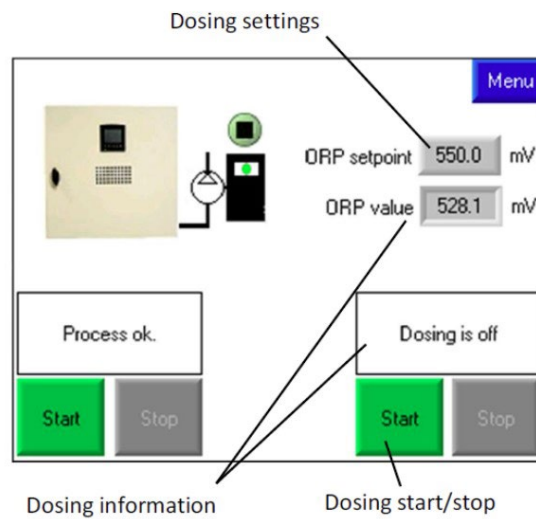 Dosing settings
Menu
ORP setpoint 550.0 mV
ORP value 528.1 mV
Process ok.
Dosing is off
Start Stop Start Stop
Dosing information Dosing start/stop